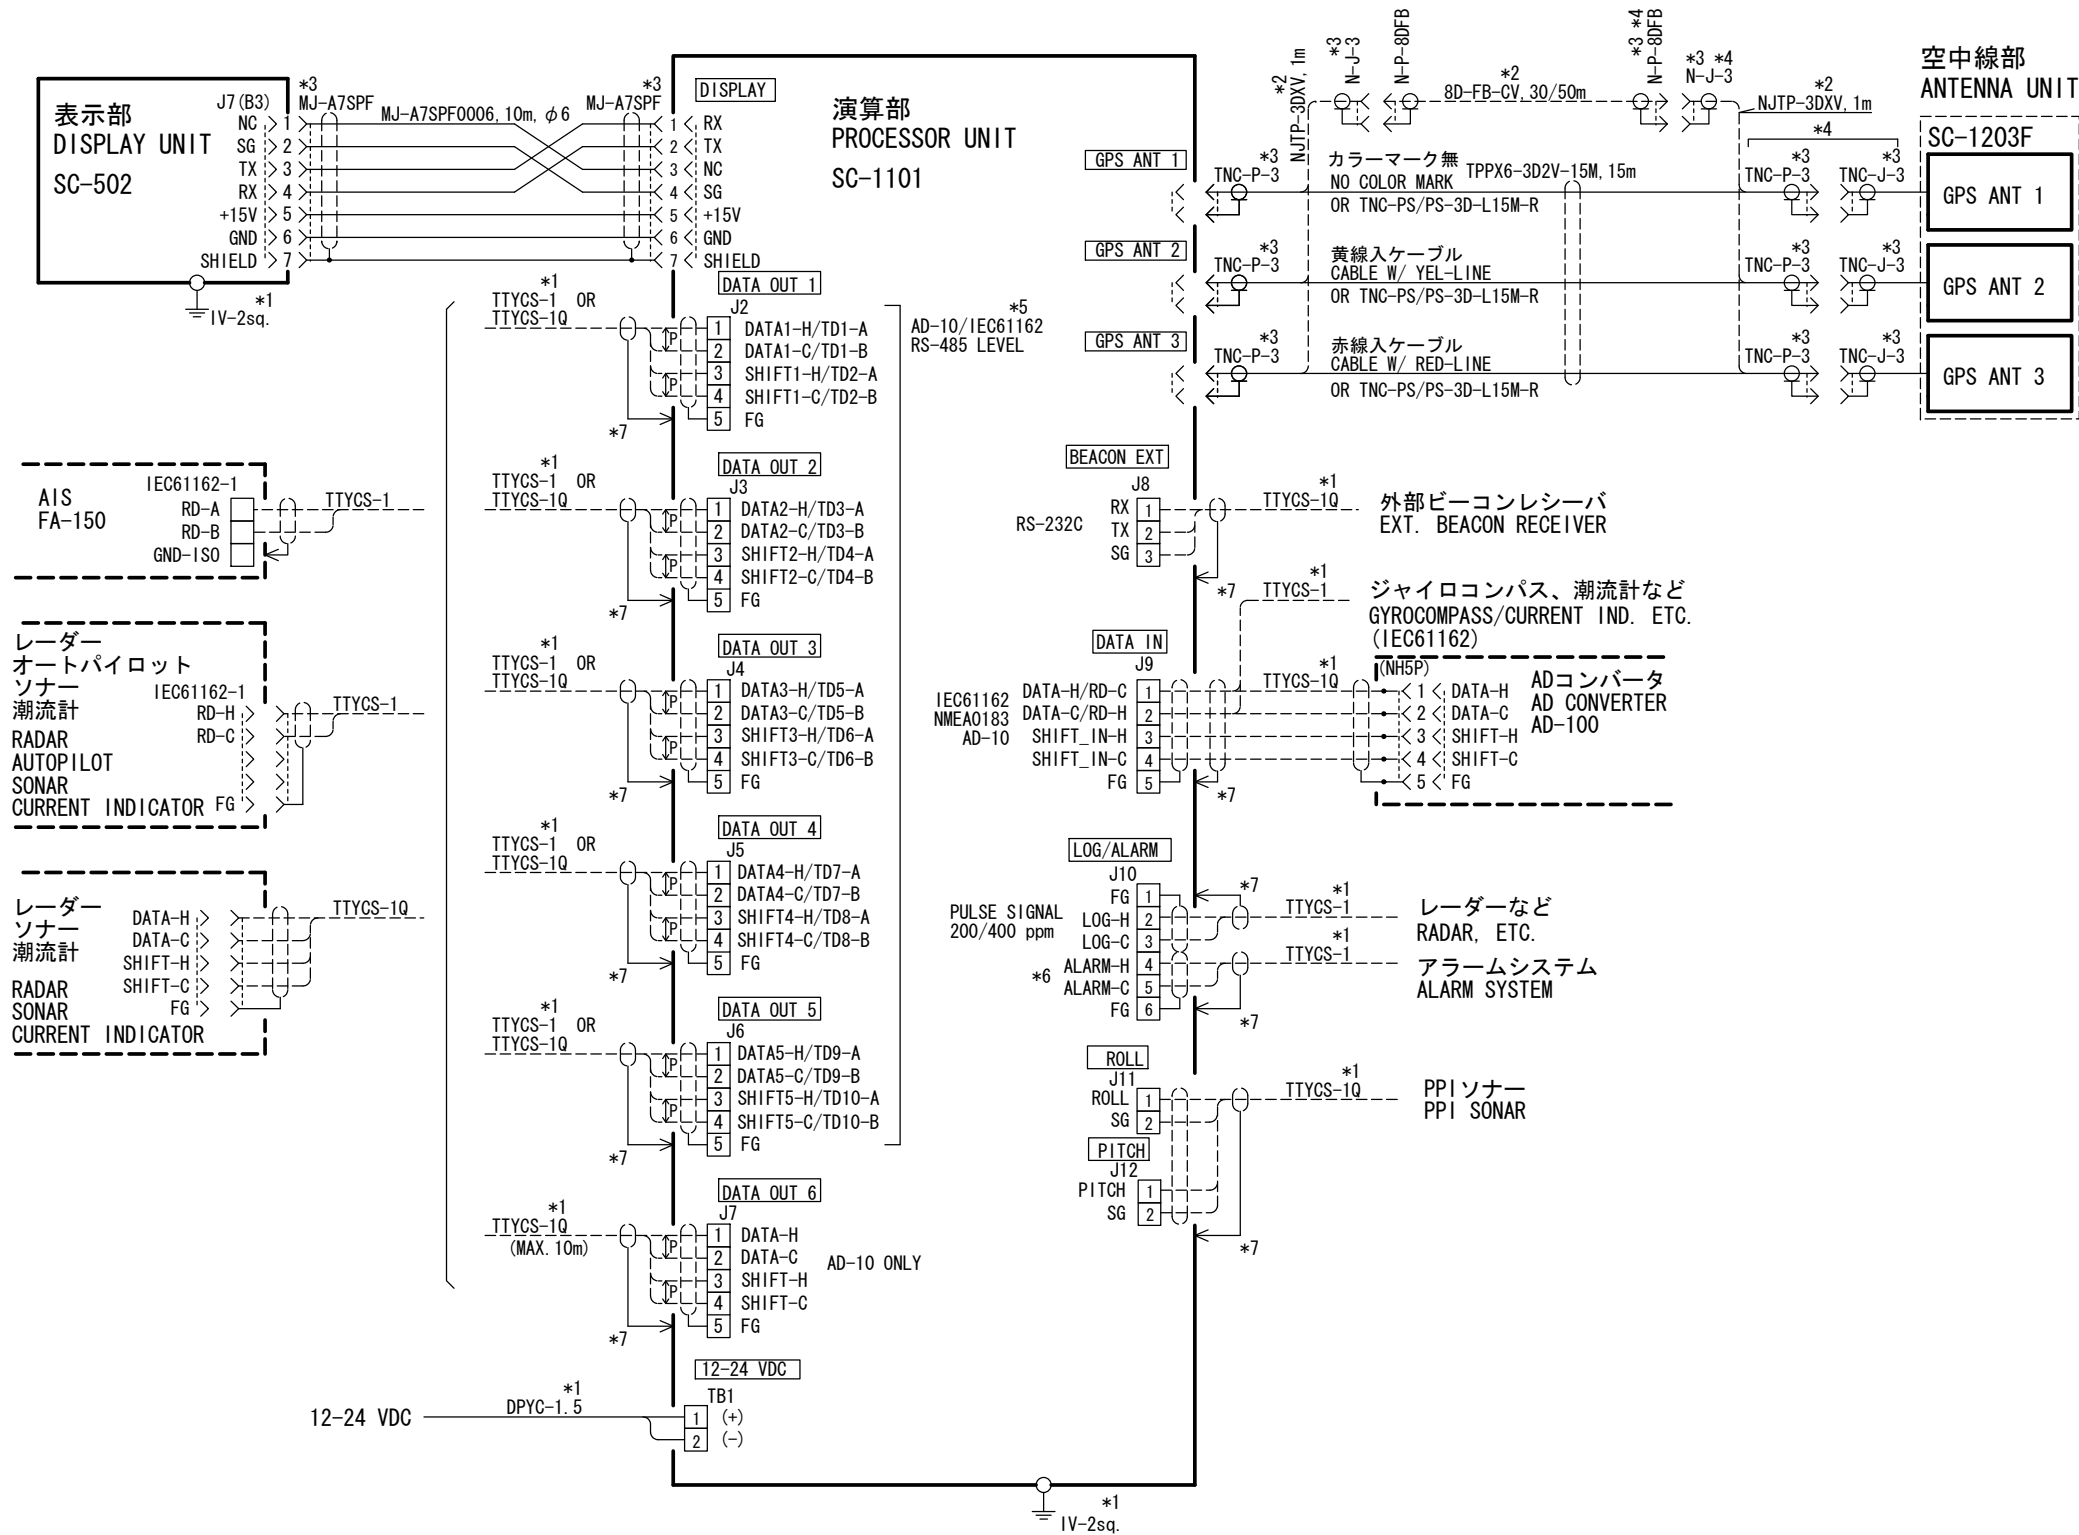 表示部
DISPLAY UNIT
SC-502
J7(B3)
NC 1
SG 2
TX 3
RX 4
+15V 5
GND 6
SHIELD 7
*1
IV-2sq.
*3
MJ-A7SPF
MJ-A7SPF0006, 10m, φ6
*3
MJ-A7SPF
DISPLAY
1 RX
2 TX
3 NC
4 SG
5 +15V
6 GND
7 SHIELD
演算部
PROCESSOR UNIT
SC-1101
*1
TTYCS-1 OR
TTYCS-1Q
DATA OUT 1
J2
P
P
1 DATA1-H/TD1-A
2 DATA1-C/TD1-B
3 SHIFT1-H/TD2-A
4 SHIFT1-C/TD2-B
5 FG
*7
*5
AD-10/IEC61162
RS-485 LEVEL
*1
TTYCS-1 OR
TTYCS-1Q
DATA OUT 2
J3
P
P
1 DATA2-H/TD3-A
2 DATA2-C/TD3-B
3 SHIFT2-H/TD4-A
4 SHIFT2-C/TD4-B
5 FG
*7
*1
TTYCS-1 OR
TTYCS-1Q
DATA OUT 3
J4
P
P
1 DATA3-H/TD5-A
2 DATA3-C/TD5-B
3 SHIFT3-H/TD6-A
4 SHIFT3-C/TD6-B
5 FG
*7
*1
TTYCS-1 OR
TTYCS-1Q
DATA OUT 4
J5
P
P
1 DATA4-H/TD7-A
2 DATA4-C/TD7-B
3 SHIFT4-H/TD8-A
4 SHIFT4-C/TD8-B
5 FG
*7
*1
TTYCS-1 OR
TTYCS-1Q
DATA OUT 5
J6
P
P
1 DATA5-H/TD9-A
2 DATA5-C/TD9-B
3 SHIFT5-H/TD10-A
4 SHIFT5-C/TD10-B
5 FG
*7
*1
TTYCS-1Q
(MAX. 10m)
DATA OUT 6
J7
P
P
1 DATA-H
2 DATA-C
3 SHIFT-H
4 SHIFT-C
5 FG
*7
AD-10 ONLY
12-24 VDC
*1
DPYC-1.5
12-24 VDC
TB1
1 (+)
2 (-)
*1
IV-2sq.
AIS
FA-150
IEC61162-1
RD-A
RD-B
GND-ISO
TTYCS-1
レーダー
オートパイロット
ソナー
潮流計
RADAR
AUTOPILOT
SONAR
CURRENT INDICATOR
IEC61162-1
RD-H
RD-C
FG
TTYCS-1
レーダー
ソナー
潮流計
RADAR
SONAR
CURRENT INDICATOR
DATA-H
DATA-C
SHIFT-H
SHIFT-C
FG
TTYCS-1Q
GPS ANT 1
*3
TNC-P-3
*2
NJTP-3DXV, 1m
*3
N-J-3
N-P-8DFB
*2
8D-FB-CV, 30/50m
*3 *4
N-P-8DFB
*3 *4
N-J-3
*2
NJTP-3DXV, 1m
*4
カラーマーク無
NO COLOR MARK
TPPX6-3D2V-15M, 15m
OR TNC-PS/PS-3D-L15M-R
*3
TNC-P-3
*3
TNC-J-3
空中線部
ANTENNA UNIT
SC-1203F
GPS ANT 1
GPS ANT 2
*3
TNC-P-3
黄線入ケーブル
CABLE W/ YEL-LINE
OR TNC-PS/PS-3D-L15M-R
*3
TNC-P-3
*3
TNC-J-3
GPS ANT 2
GPS ANT 3
*3
TNC-P-3
赤線入ケーブル
CABLE W/ RED-LINE
OR TNC-PS/PS-3D-L15M-R
*3
TNC-P-3
*3
TNC-J-3
GPS ANT 3
BEACON EXT
J8
RS-232C
RX 1
TX 2
SG 3
*1
TTYCS-1Q
*7
外部ビーコンレシーバ
EXT. BEACON RECEIVER
*1
TTYCS-1
ジャイロコンパス、潮流計など
GYROCOMPASS/CURRENT IND. ETC.
(IEC61162)
DATA IN
J9
IEC61162
NMEA0183
AD-10
DATA-H/RD-C 1
DATA-C/RD-H 2
SHIFT_IN-H 3
SHIFT_IN-C 4
FG 5
*7
*1
TTYCS-1Q
(NH5P)
1 DATA-H
2 DATA-C
3 SHIFT-H
4 SHIFT-C
5 FG
ADコンバータ
AD CONVERTER
AD-100
LOG/ALARM
J10
PULSE SIGNAL
200/400 ppm
FG 1
LOG-H 2
LOG-C 3
*6
ALARM-H 4
ALARM-C 5
FG 6
*7
*1
TTYCS-1
レーダーなど
RADAR, ETC.
*1
TTYCS-1
アラームシステム
ALARM SYSTEM
*7
ROLL
J11
ROLL 1
SG 2
PITCH
J12
PITCH 1
SG 2
*1
TTYCS-1Q
PPIソナー
PPI SONAR
*7